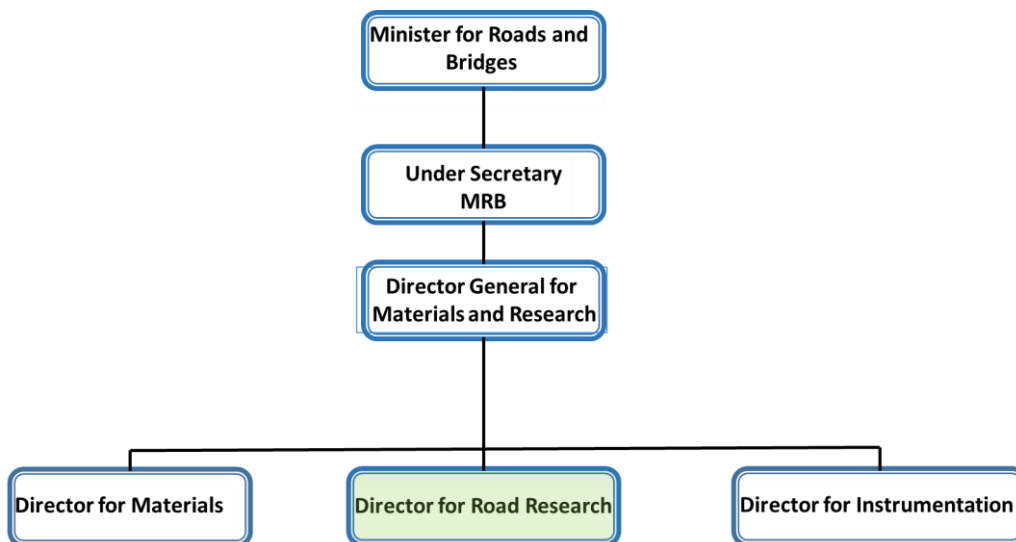 Minister for Roads and
Bridges
Under Secretary
MRB
Director General for
Materials and Research
Director for Materials
Director for Road Research
Director for Instrumentation